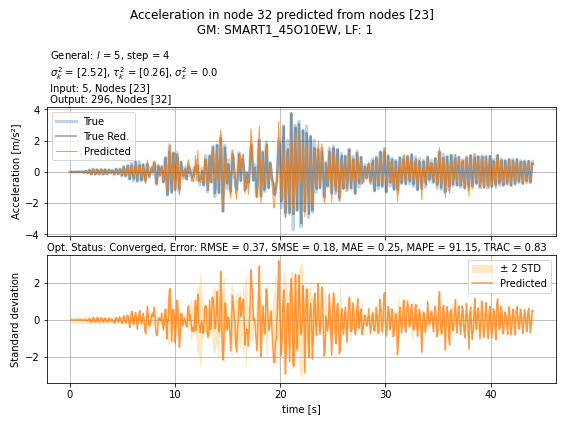 Acceleration in node 32 predicted from nodes [23]
GM: SMART1_45O10EW, LF: 1
General: l = 5, step = 4
σ²ₖ = [2.52], τ²ₖ = [0.26], σ²ε = 0.0
Input: 5, Nodes [23]
Output: 296, Nodes [32]
4
2
0
−2
−4
Acceleration [m/s²]
True
True Red.
Predicted
Opt. Status: Converged, Error: RMSE = 0.37, SMSE = 0.18, MAE = 0.25, MAPE = 91.15, TRAC = 0.83
2
0
−2
Standard deviation
± 2 STD
Predicted
0 10 20 30 40
time [s]